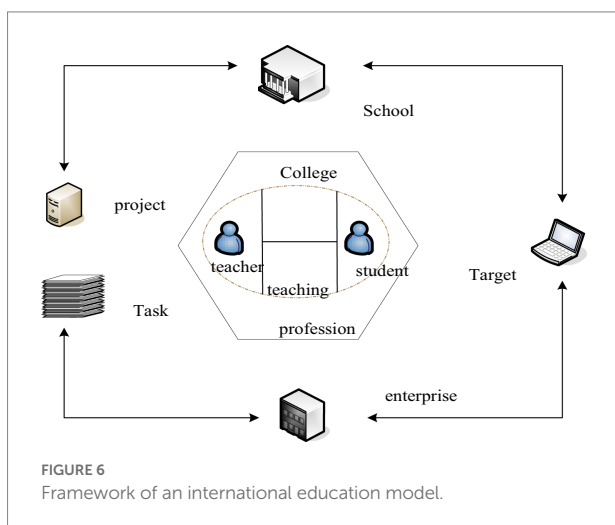 School
College
project
teacher
student
Target
teaching
Task
profession
enterprise
FIGURE 6
Framework of an international education model.